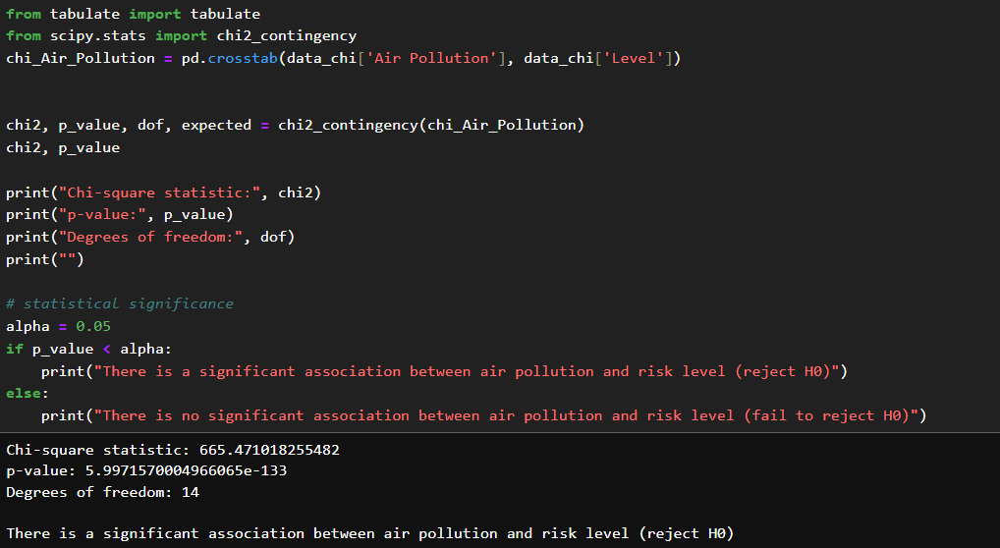 from tabulate import tabulate
from scipy.stats import chi2_contingency
chi_Air_Pollution = pd.crosstab(data_chi['Air Pollution'], data_chi['Level'])
chi2, p_value, dof, expected = chi2_contingency(chi_Air_Pollution)
chi2, p_value
print("Chi-square statistic:", chi2)
print("p-value:", p_value)
print("Degrees of freedom:", dof)
print("")
# statistical significance
alpha = 0.05
if p_value < alpha:
    print("There is a significant association between air pollution and risk level (reject H0)")
else:
    print("There is no significant association between air pollution and risk level (fail to reject H0)")
Chi-square statistic: 665.471018255482
p-value: 5.9971570004966065e-133
Degrees of freedom: 14
There is a significant association between air pollution and risk level (reject H0)